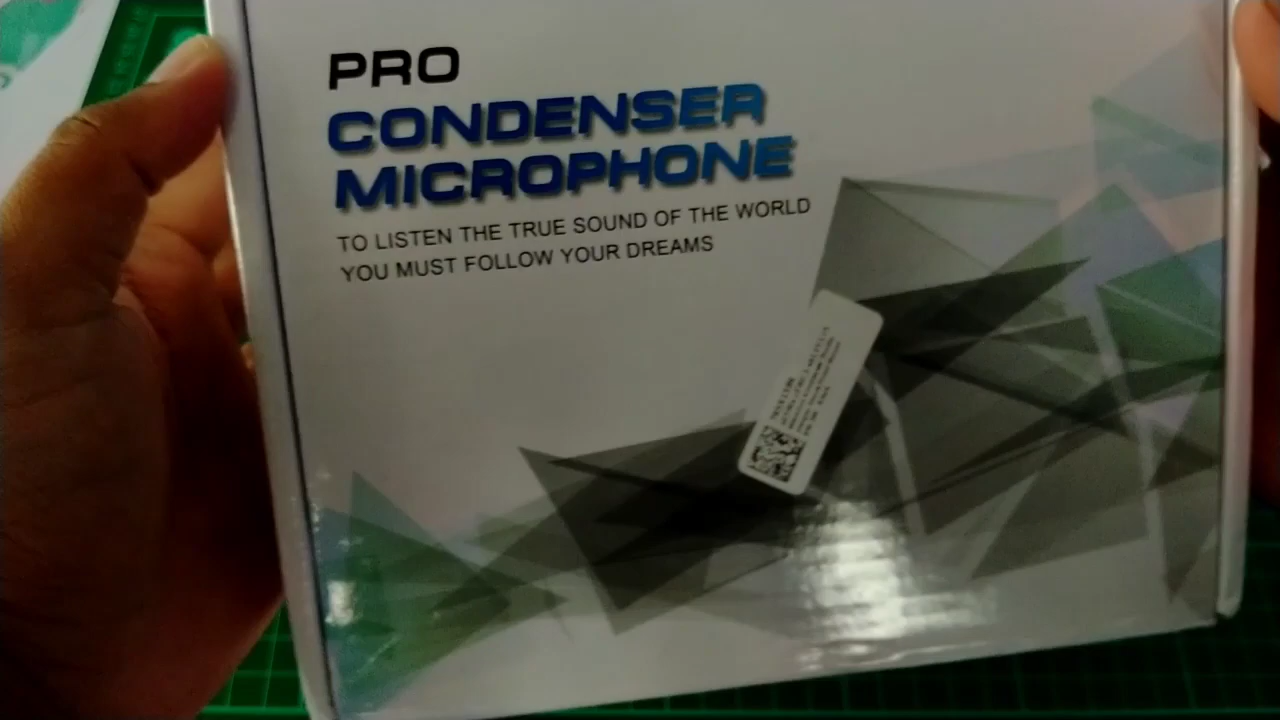 PRO
CONDENSER
MICROPHONE
TO LISTEN THE TRUE SOUND OF THE WORLD
YOU MUST FOLLOW YOUR DREAMS